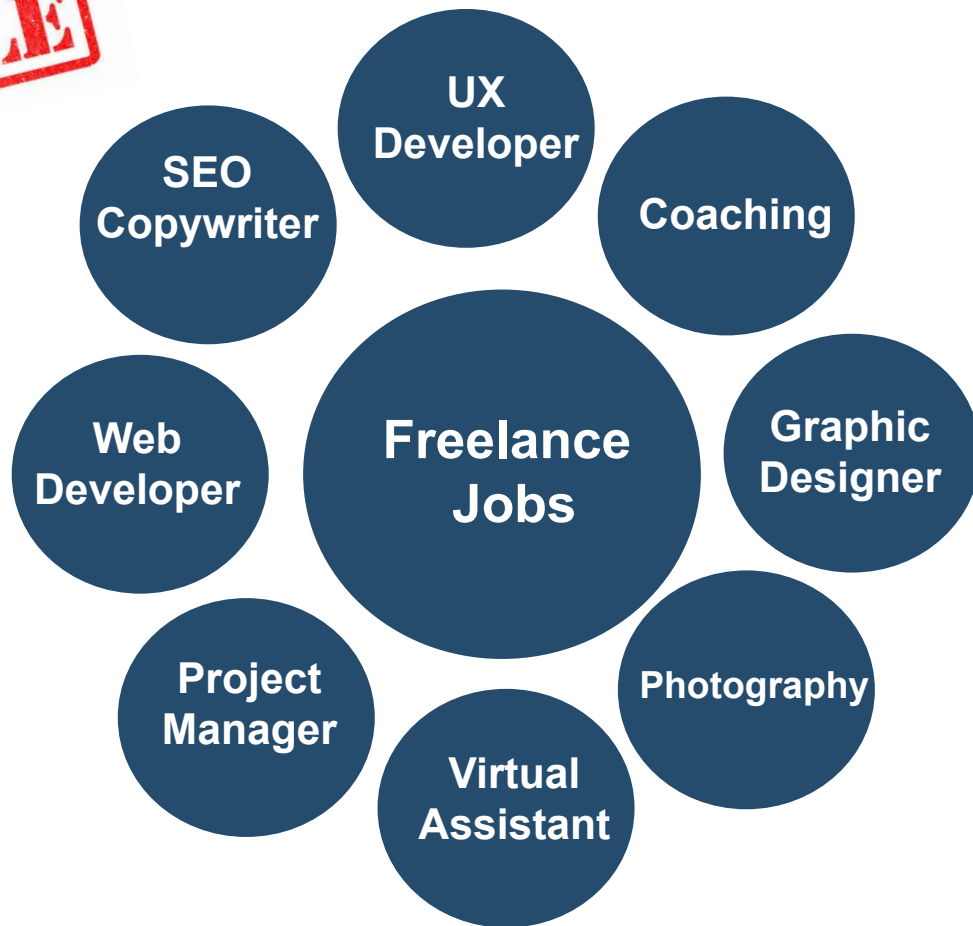 UX
Developer
SEO
Copywriter
Coaching
Freelance
Jobs
Graphic
Designer
Web
Developer
Project
Manager
Photography
Virtual
Assistant